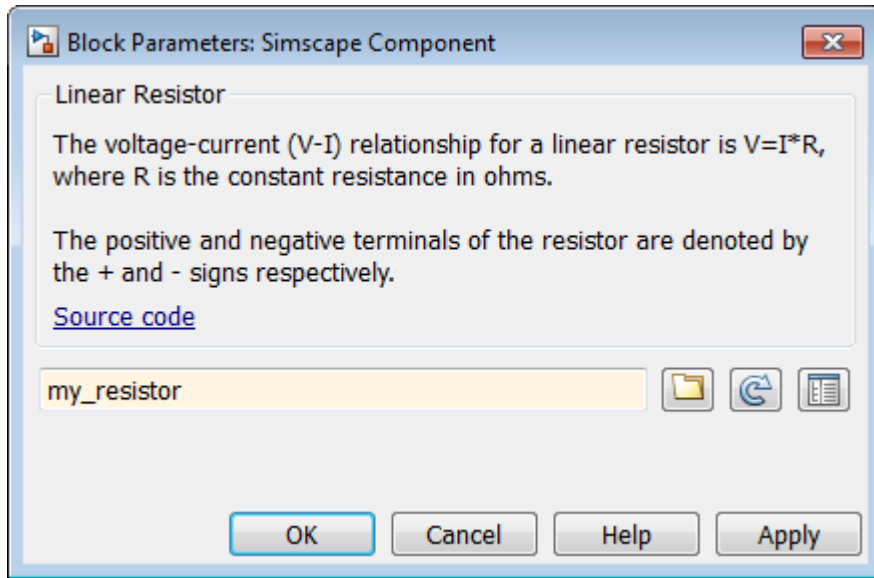 Block Parameters: Simscape Component
Linear Resistor
The voltage-current (V-I) relationship for a linear resistor is V=I*R,
where R is the constant resistance in ohms.
The positive and negative terminals of the resistor are denoted by
the + and - signs respectively.
Source code
my_resistor
OK Cancel Help Apply